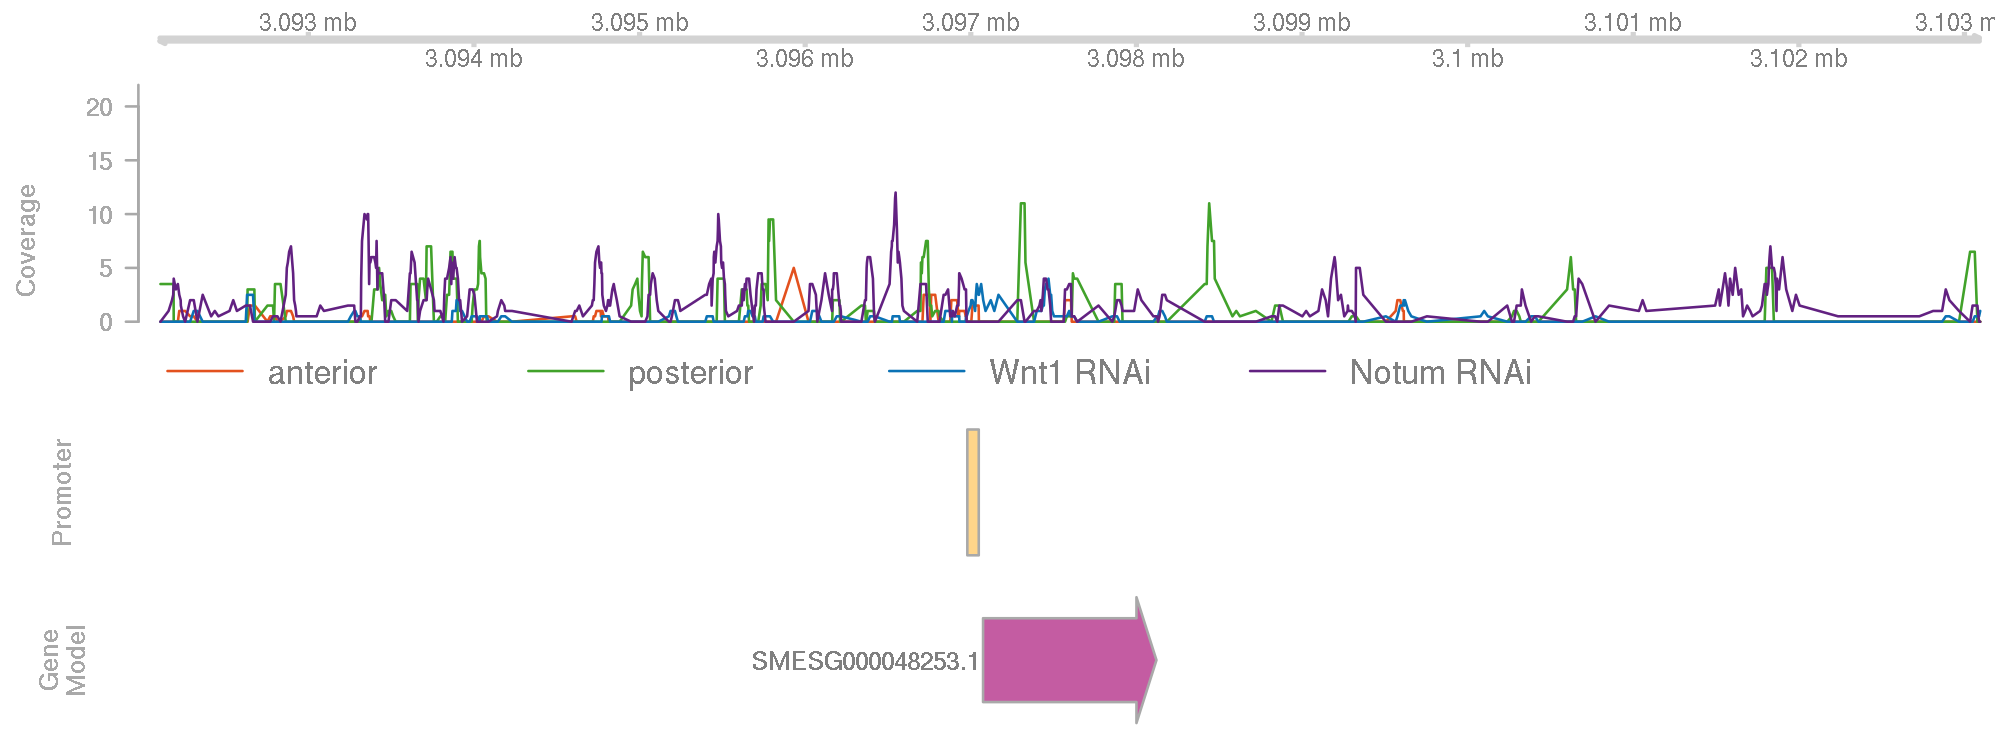 3.093 mb 3.095 mb 3.097 mb 3.099 mb 3.101 mb 3.103 m
3.094 mb 3.096 mb 3.098 mb 3.1 mb 3.102 mb
20
15
10
5
0
Coverage
anterior posterior Wnt1 RNAi Notum RNAi
Promoter
Gene
Model
SMESG000048253.1